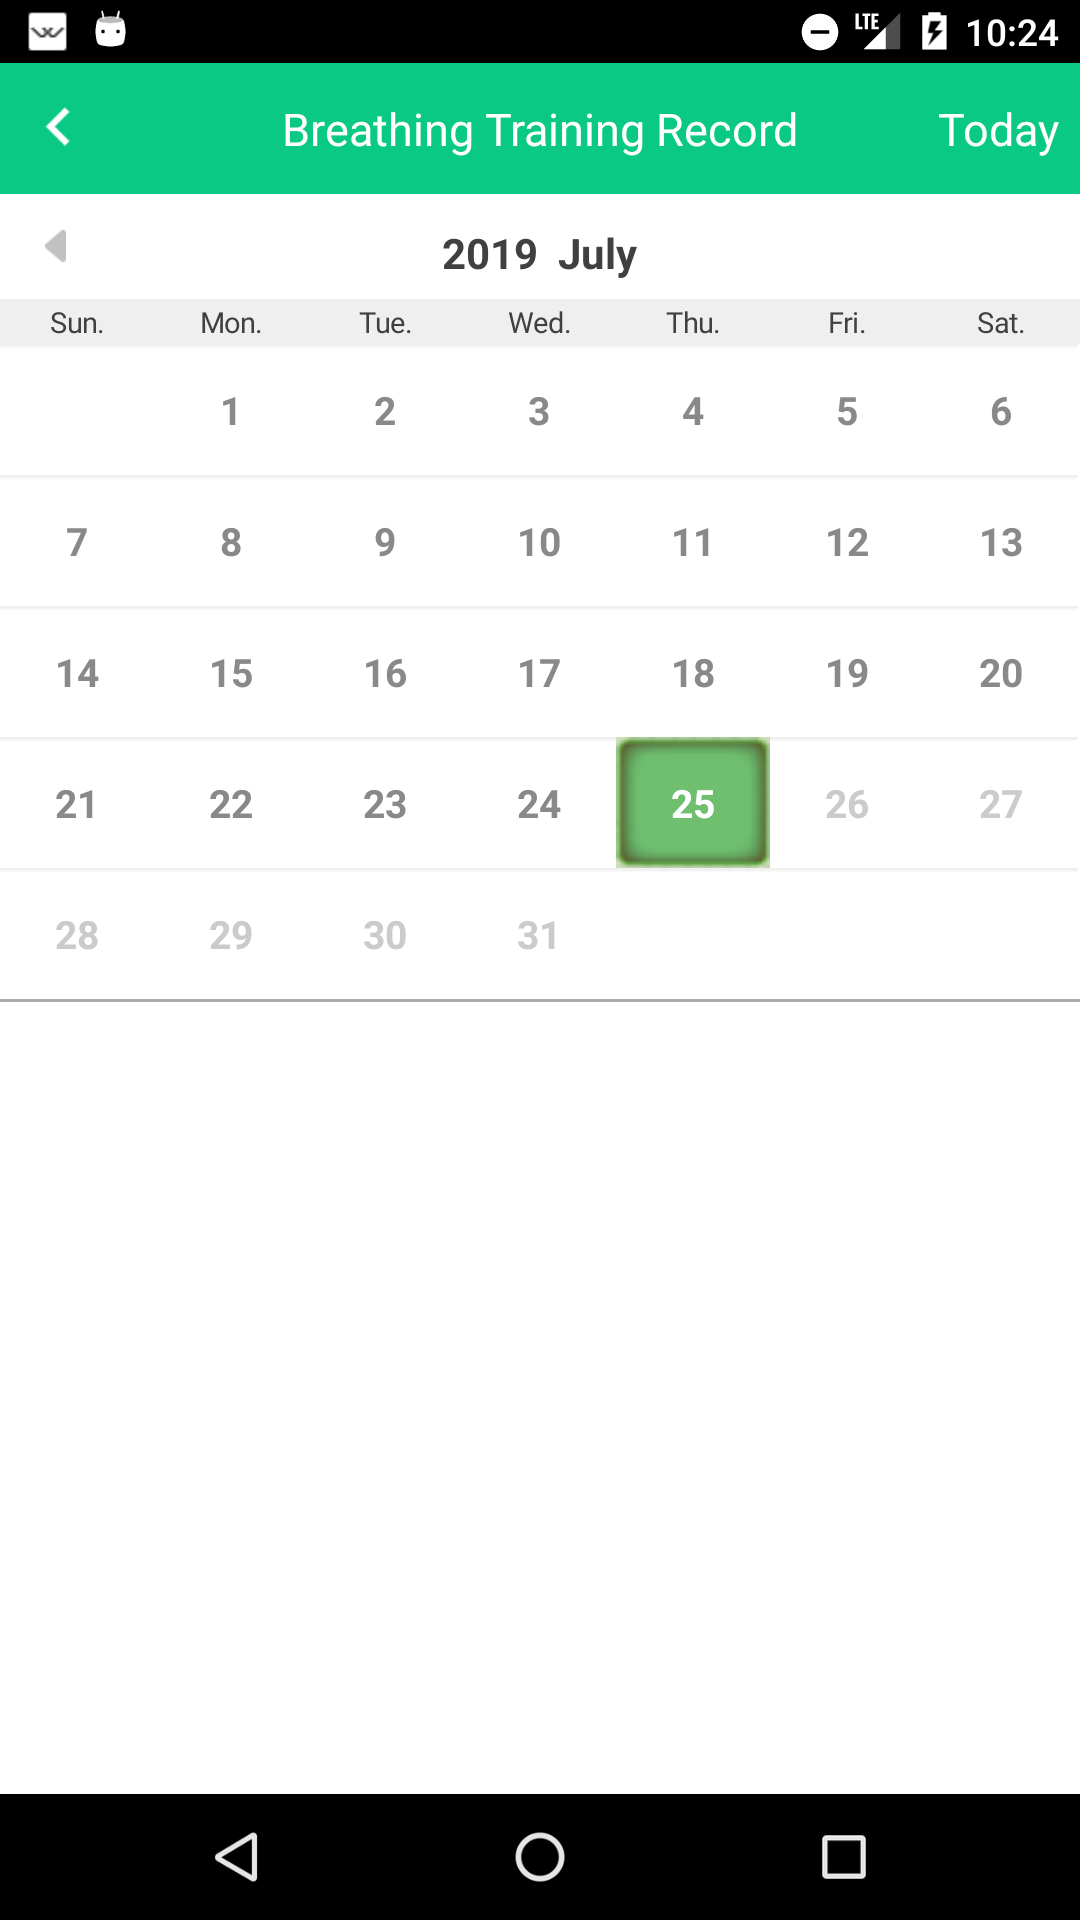 LTE 10:24
Breathing Training Record Today
2019 July
Sun. Mon. Tue. Wed. Thu. Fri. Sat.
1 2 3 4 5 6
7 8 9 10 11 12 13
14 15 16 17 18 19 20
21 22 23 24 25 26 27
28 29 30 31